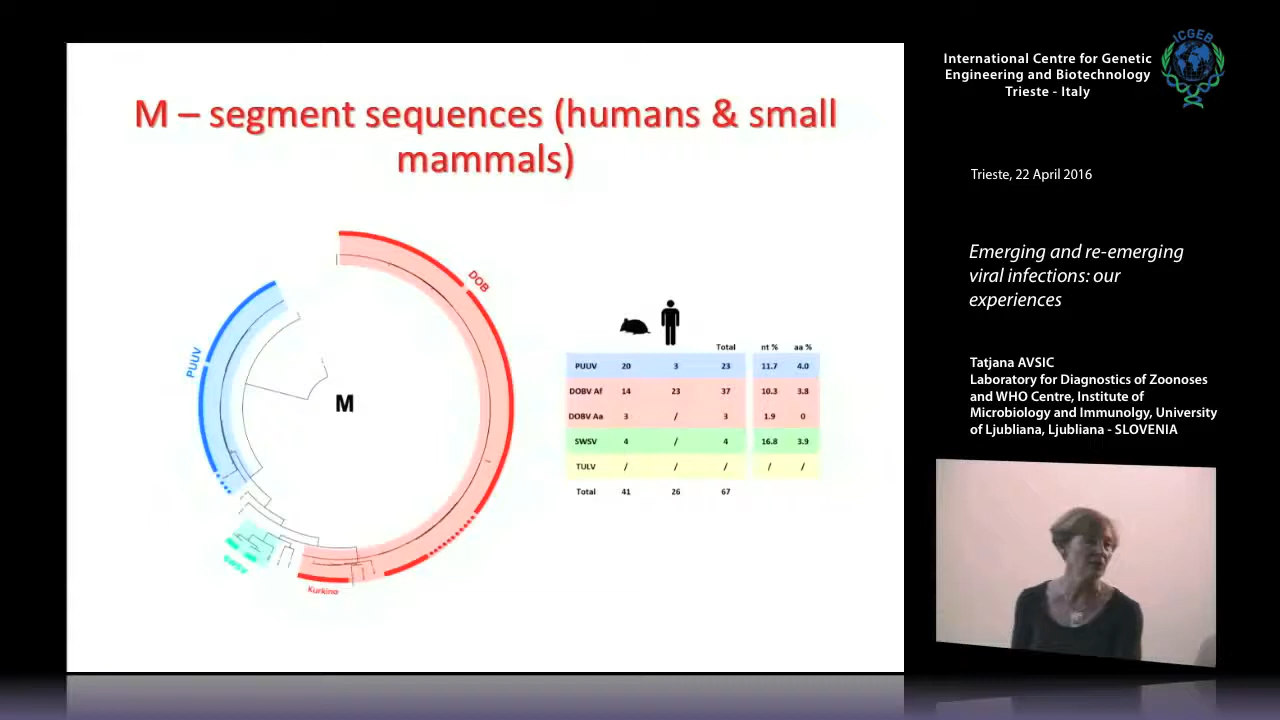 M – segment sequences (humans & small
mammals)
DOB
PUUV
M
SWSV
Kurkino
Total nt % aa %
PUUV 20 3 23 11.7 4.0
DOBV Af 14 23 37 10.3 3.8
DOBV Aa 3 / 3 1.9 0
SWSV 4 / 4 16.8 3.9
TULV / / / / /
Total 41 26 67
International Centre for Genetic
Engineering and Biotechnology
Trieste - Italy
ICGEB
Trieste, 22 April 2016
Emerging and re-emerging
viral infections: our
experiences
Tatjana AVSIC
Laboratory for Diagnostics of Zoonoses
and WHO Centre, Institute of
Microbiology and Immunolgy, University
of Ljubliana, Ljubliana - SLOVENIA